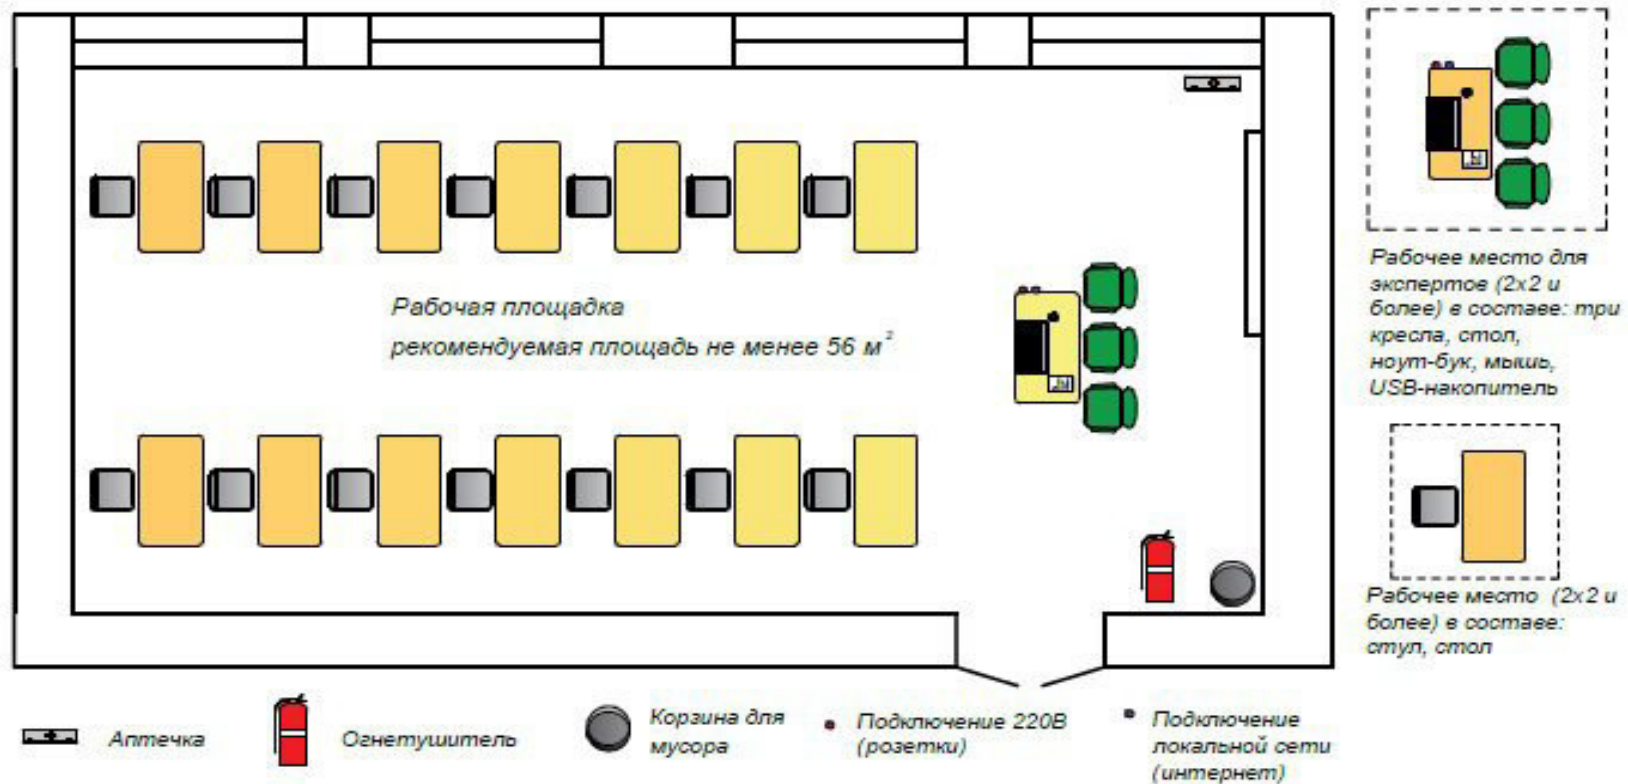 Рабочая площадка
рекомендуемая площадь не менее 56 м²
Рабочее место для
экспертов (2х2 и
более) в составе: три
кресла, стол,
ноут-бук, мышь,
USB-накопитель
Рабочее место (2х2 и
более) в составе:
стул, стол
Аптечка
Огнетушитель
Корзина для
мусора
Подключение 220В
(розетки)
Подключение
локальной сети
(интернет)